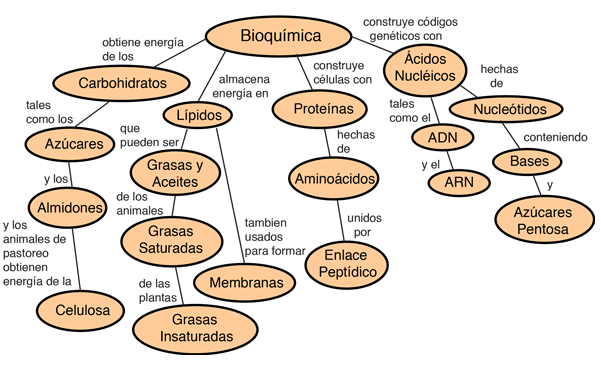 Bioquímica
obtiene energía
de los
Carbohidratos
tales
como los
Azúcares
y los
Almidones
y los
animales de
pastoreo
obtienen
energía de la
Celulosa
almacena
energía en
Lípidos
que
pueden ser
Grasas y
Aceites
de los
animales
Grasas
Saturadas
de las
plantas
Grasas
Insaturadas
tambien
usados
para formar
Membranas
construye
células con
Proteínas
hechas
de
Aminoácidos
unidos
por
Enlace
Peptídico
construye códigos
genéticos con
Ácidos
Nucléicos
tales
como el
ADN
y el
ARN
hechas
de
Nucleótidos
conteniendo
Bases
y
Azúcares
Pentosa